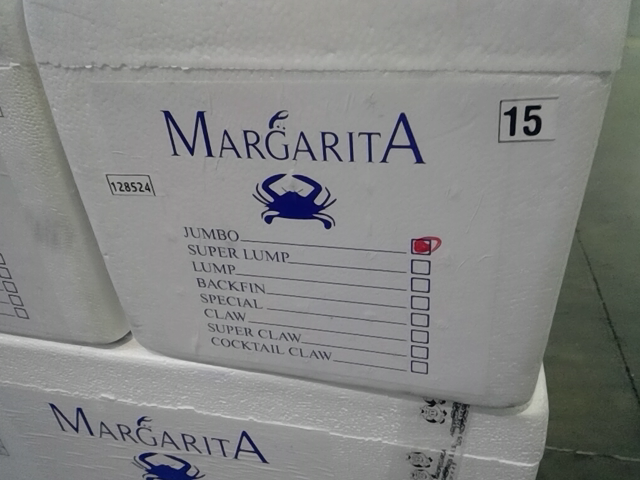 MARGARITA
15
128524
JUMBO
SUPER LUMP
LUMP
BACKFIN
SPECIAL
CLAW
SUPER CLAW
COCKTAIL CLAW
MARGARITA